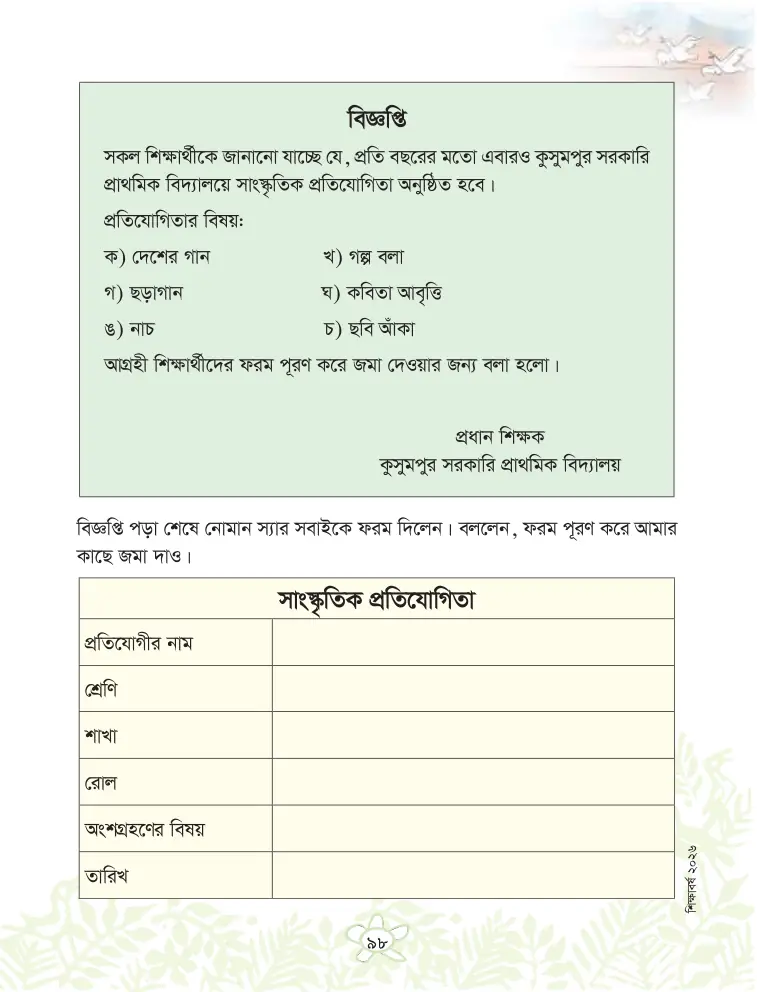 বিজ্ঞপ্তি
সকল শিক্ষার্থীকে জানানো যাচ্ছে যে, প্রতি বছরের মতো এবারও কুসুমপুর সরকারি
প্রাথমিক বিদ্যালয়ে সাংস্কৃতিক প্রতিযোগিতা অনুষ্ঠিত হবে।
প্রতিযোগিতার বিষয়:
ক) দেশের গান খ) গল্প বলা
গ) ছড়াগান ঘ) কবিতা আবৃত্তি
ঙ) নাচ চ) ছবি আঁকা
আগ্রহী শিক্ষার্থীদের ফরম পূরণ করে জমা দেওয়ার জন্য বলা হলো।
প্রধান শিক্ষক
কুসুমপুর সরকারি প্রাথমিক বিদ্যালয়
বিজ্ঞপ্তি পড়া শেষে নোমান স্যার সবাইকে ফরম দিলেন। বললেন, ফরম পূরণ করে আমার
কাছে জমা দাও।
সাংস্কৃতিক প্রতিযোগিতা
প্রতিযোগীর নাম
শ্রেণি
শাখা
রোল
অংশগ্রহণের বিষয়
তারিখ
শিক্ষাবর্ষ ২০২৬
৯৮